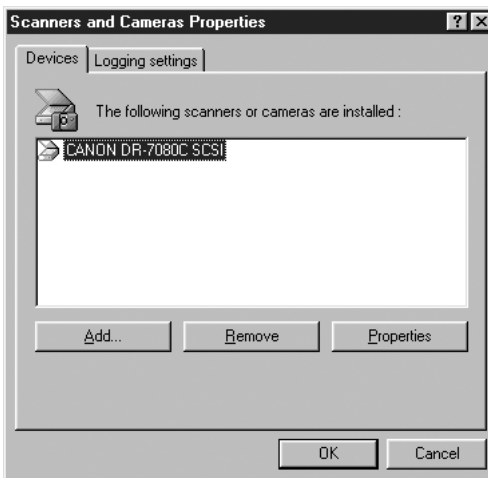 Scanners and Cameras Properties
Devices
Logging settings
The following scanners or cameras are installed :
CANON DR-7080C SCSI
Add...
Remove
Properties
OK
Cancel